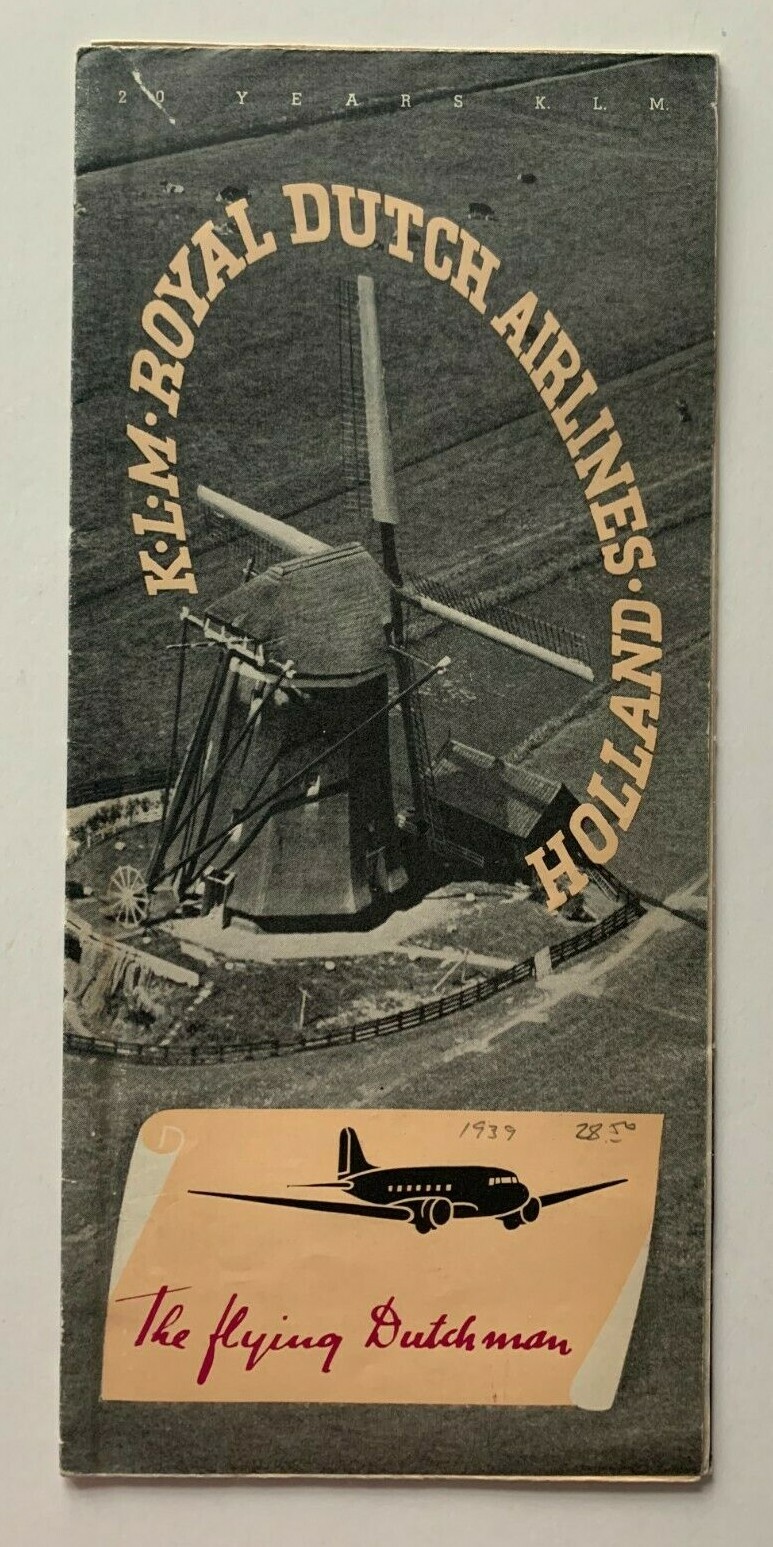 20 YEARS K. L. M.
K·L·M·ROYAL DUTCH AIRLINES·HOLLAND
1939 28.50
The flying Dutchman